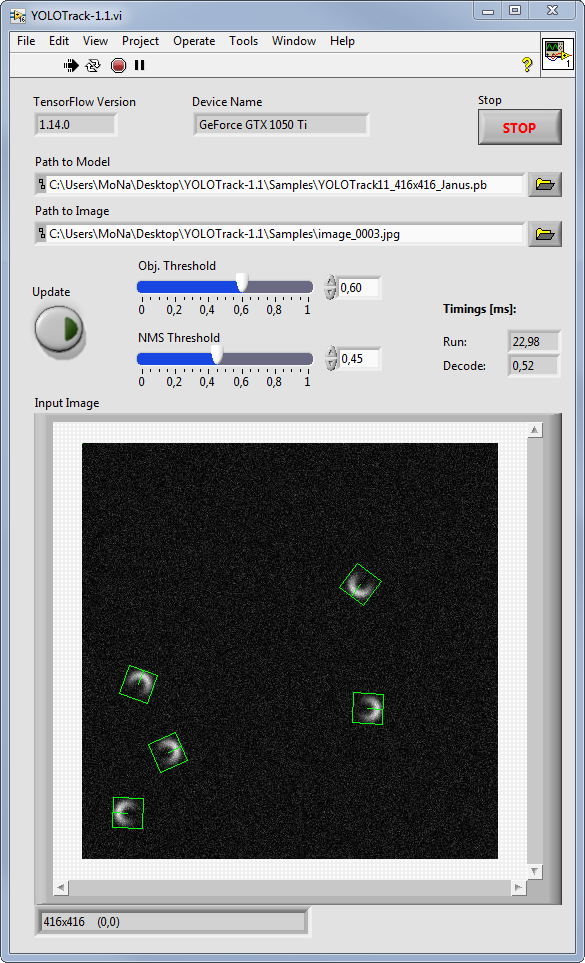 YOLOTrack-1.1.vi
File Edit View Project Operate Tools Window Help
?
1
TensorFlow Version
Device Name
Stop
1.14.0
GeForce GTX 1050 Ti
STOP
Path to Model
C:\Users\MoNa\Desktop\YOLOTrack-1.1\Samples\YOLOTrack11_416x416_Janus.pb
Path to Image
C:\Users\MoNa\Desktop\YOLOTrack-1.1\Samples\image_0003.jpg
Update
Obj. Threshold
0,60
0 0,2 0,4 0,6 0,8 1
NMS Threshold
0,45
0 0,2 0,4 0,6 0,8 1
Timings [ms]:
Run: 22,98
Decode: 0,52
Input Image
416x416 (0,0)